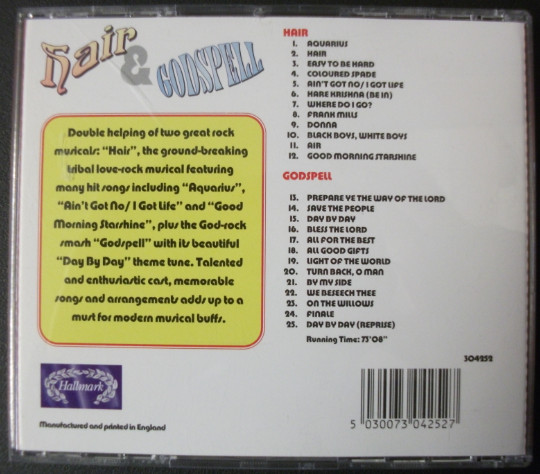 Hair
& GODSPELL
Double helping of two great rock
musicals: "Hair", the ground-breaking
tribal love-rock musical featuring
many hit songs including "Aquarius",
"Ain't Got No/ I Got Life" and "Good
Morning Starshine", plus the God-rock
smash "Godspell" with its beautiful
"Day By Day" theme tune. Talented
and enthusiastic cast, memorable
songs and arrangements adds up to a
must for modern musical buffs.
Hallmark
Manufactured and printed in England
HAIR
1. AQUARIUS
2. HAIR
3. EASY TO BE HARD
4. COLOURED SPADE
5. AIN'T GOT NO/ I GOT LIFE
6. HARE KRISHNA (BE IN)
7. WHERE DO I GO?
8. FRANK MILLS
9. DONNA
10. BLACK BOYS, WHITE BOYS
11. AIR
12. GOOD MORNING STARSHINE
GODSPELL
13. PREPARE YE THE WAY OF THE LORD
14. SAVE THE PEOPLE
15. DAY BY DAY
16. BLESS THE LORD
17. ALL FOR THE BEST
18. ALL GOOD GIFTS
19. LIGHT OF THE WORLD
20. TURN BACK, O MAN
21. BY MY SIDE
22. WE BESEECH THEE
23. ON THE WILLOWS
24. FINALE
25. DAY BY DAY (REPRISE)
Running Time: 73'08"
304252
5 030073 042527